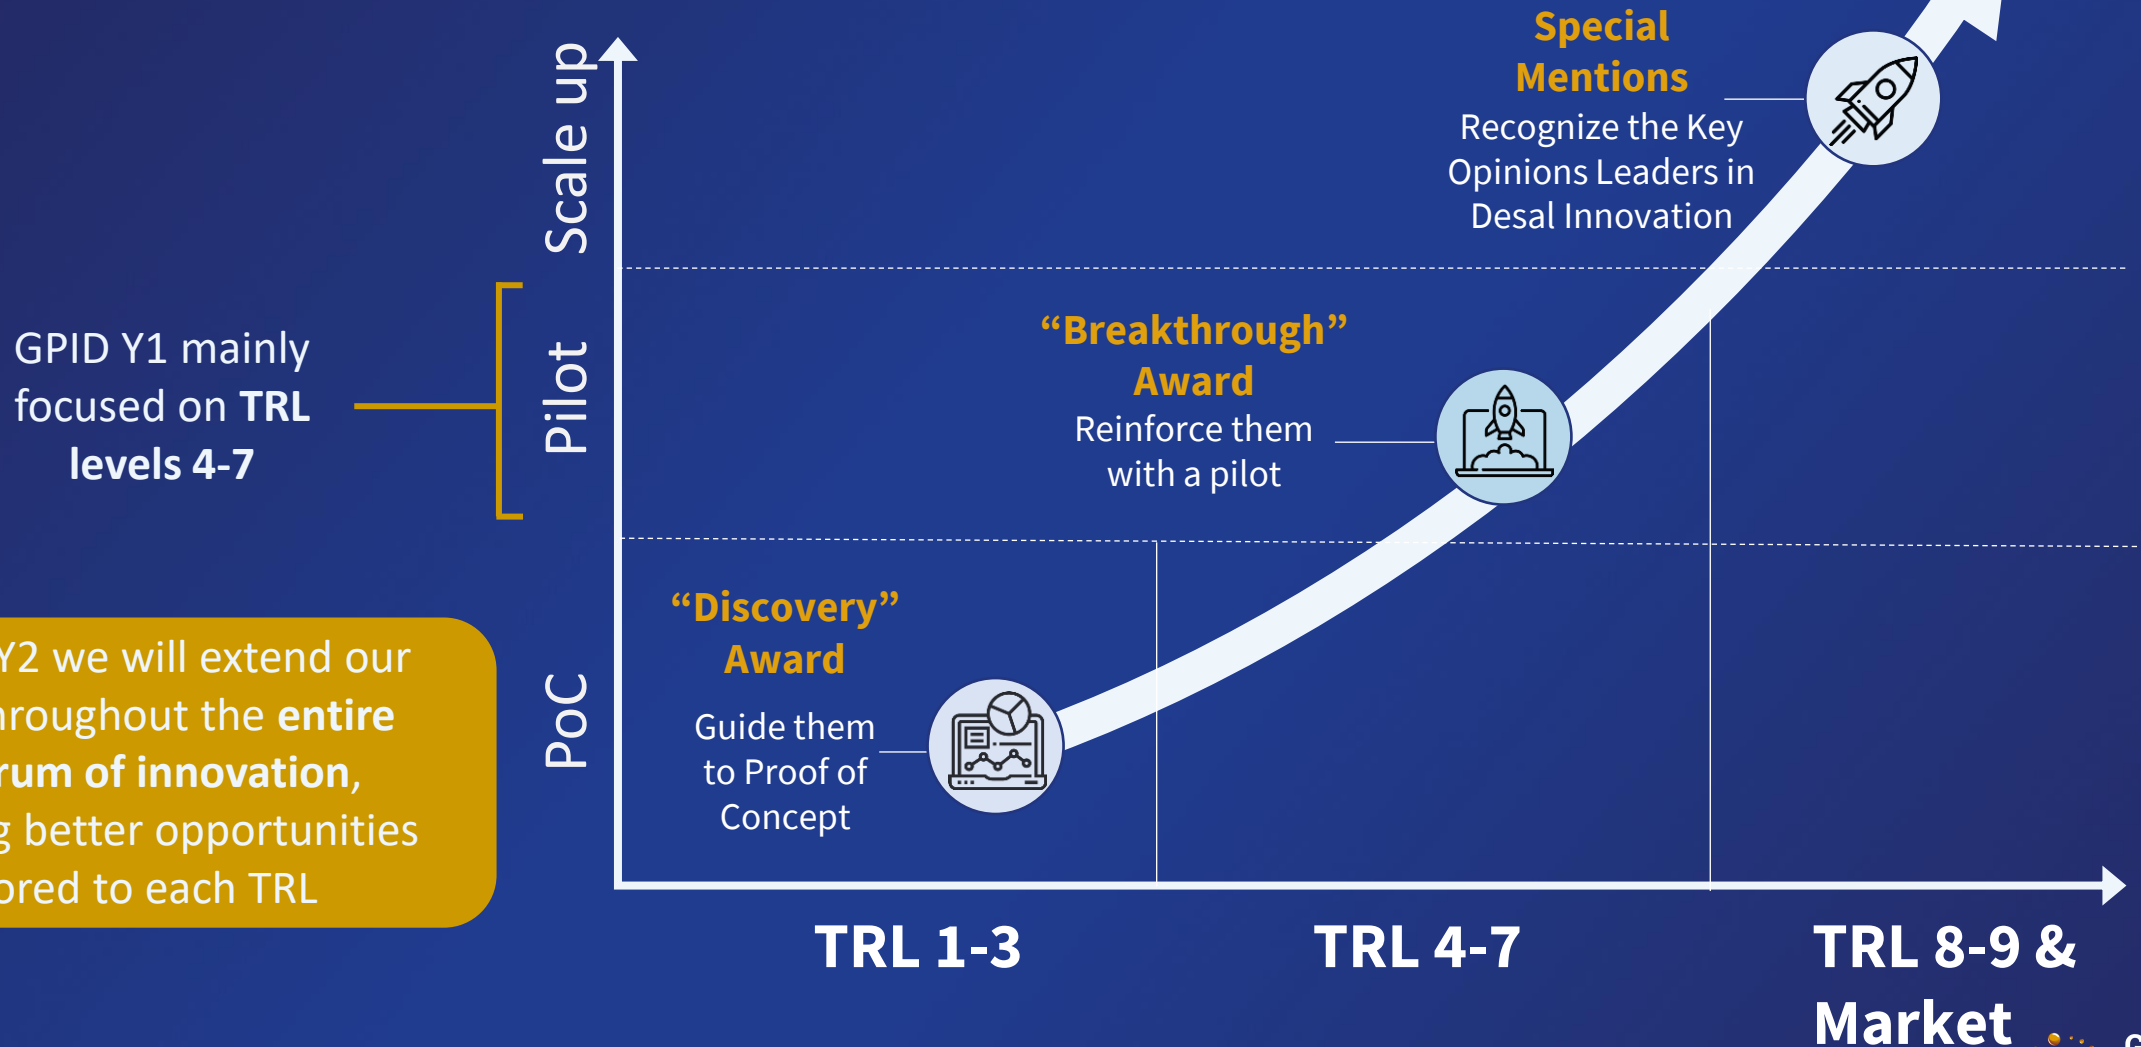 Special
Mentions
Recognize the Key
Opinions Leaders in
Desal Innovation
Scale up
“Breakthrough”
Award
Reinforce them
with a pilot
Pilot
GPID Y1 mainly
focused on TRL
levels 4-7
“Discovery”
Award
Guide them
to Proof of
Concept
PoC
Y2 we will extend our
the entire
of innovation,
better opportunities
to each TRL
TRL 1-3
TRL 4-7
TRL 8-9 &
Market